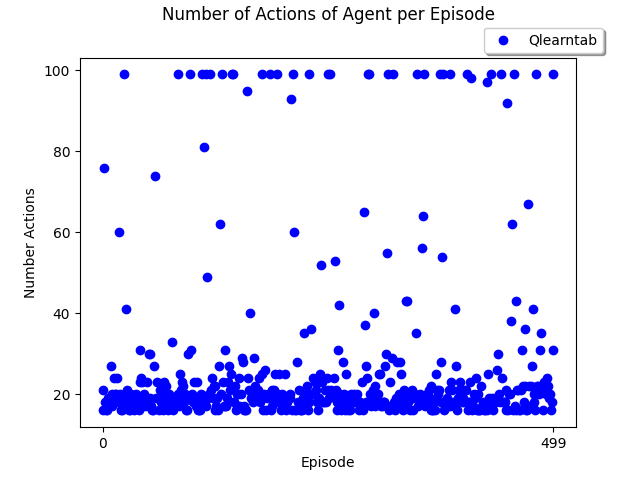 Number of Actions of Agent per Episode
Qlearntab
100
80
60
40
20
Number Actions
0
499
Episode